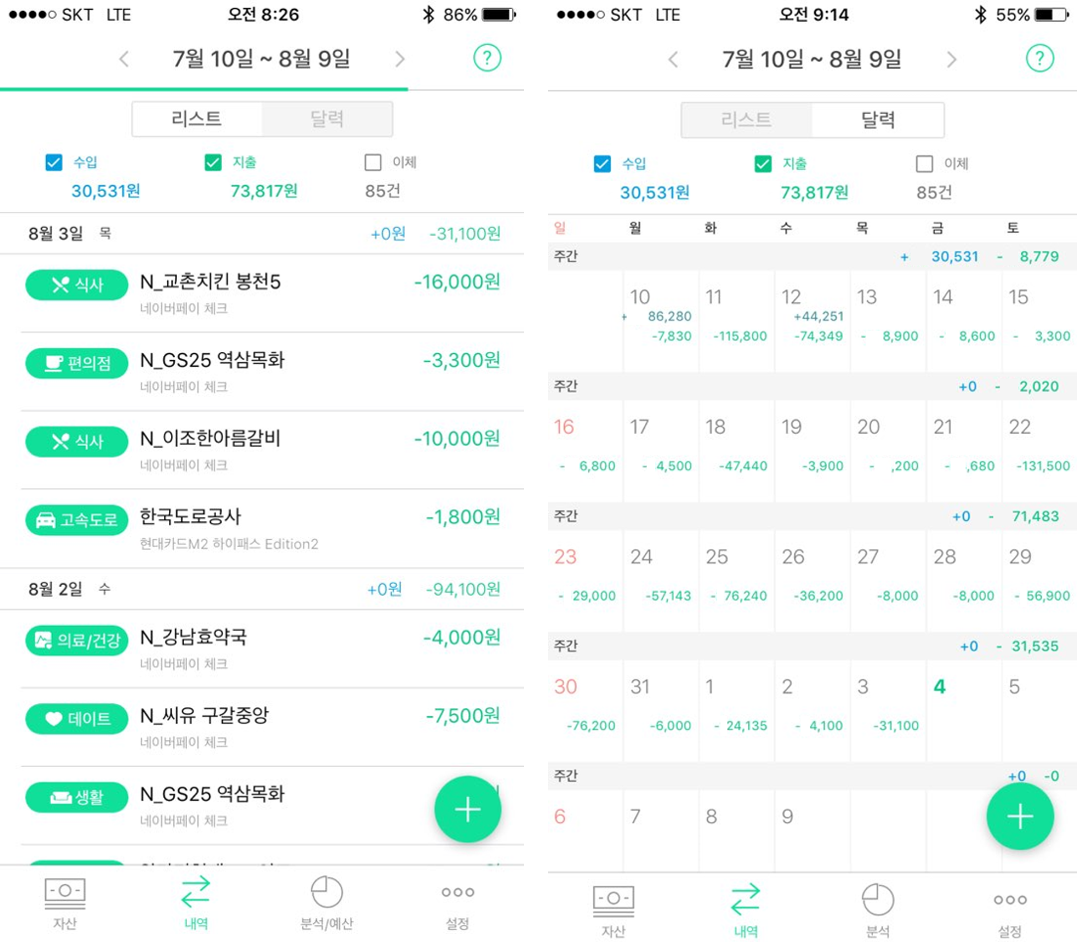 SKT LTE 오전 8:26 86%
7월 10일 ~ 8월 9일 ?
리스트 달력
수입 지출 이체
30,531원 73,817원 85건
8월 3일 목 +0원 -31,100원
식사 N_교촌치킨 봉천5 -16,000원
네이버페이 체크
편의점 N_GS25 역삼목화 -3,300원
네이버페이 체크
식사 N_이조한아름갈비 -10,000원
네이버페이 체크
고속도로 한국도로공사 -1,800원
현대카드M2 하이패스 Edition2
8월 2일 수 +0원 -94,100원
의료/건강 N_강남효약국 -4,000원
네이버페이 체크
데이트 N_씨유 구갈중앙 -7,500원
네이버페이 체크
생활 N_GS25 역삼목화
네이버페이 체크
+
자산 내역 분석/예산 설정
SKT LTE 오전 9:14 55%
7월 10일 ~ 8월 9일 ?
리스트 달력
수입 지출 이체
30,531원 73,817원 85건
일 월 화 수 목 금 토
주간 + 30,531 - 8,779
10 11 12 13 14 15
+ 86,280 +44,251
-7,830 -115,800 -74,349 - 8,900 - 8,600 - 3,300
주간 +0 - 2,020
16 17 18 19 20 21 22
- 6,800 - 4,500 -47,440 -3,900 - ,200 - ,680 -131,500
주간 +0 - 71,483
23 24 25 26 27 28 29
- 29,000 -57,143 - 76,240 -36,200 -8,000 -8,000 - 56,900
주간 +0 - 31,535
30 31 1 2 3 4 5
-76,200 -6,000 - 24,135 - 4,100 -31,100
주간 +0 -0
6 7 8 9
+
자산 내역 분석 설정